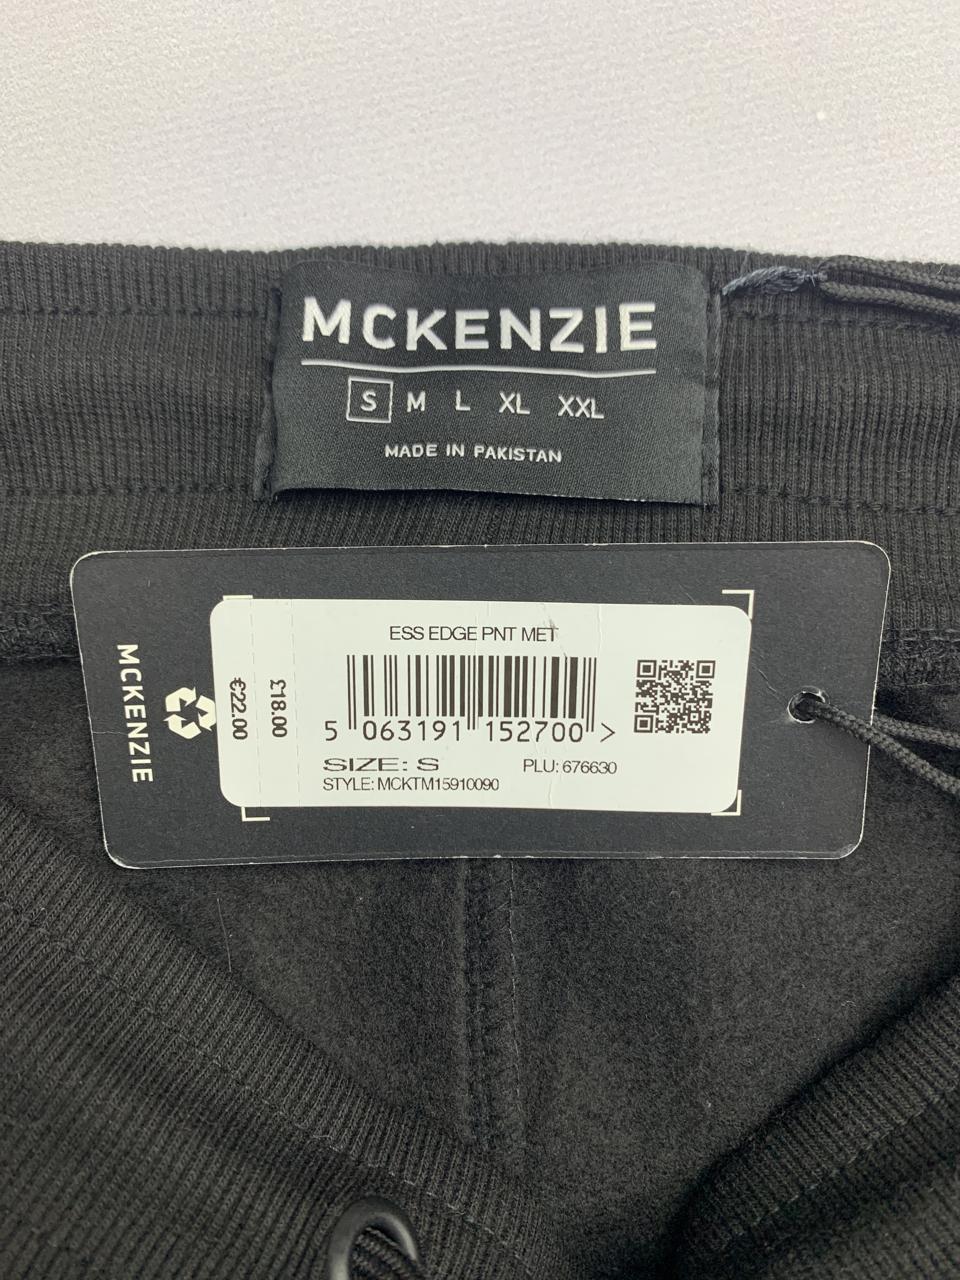 MCKENZIE
S M L XL XXL
MADE IN PAKISTAN
MCKENZIE
ESS EDGE PNT MET
€22.00
£18.00
5 063191 152700 >
SIZE: S
PLU: 676630
STYLE: MCKTM15910090